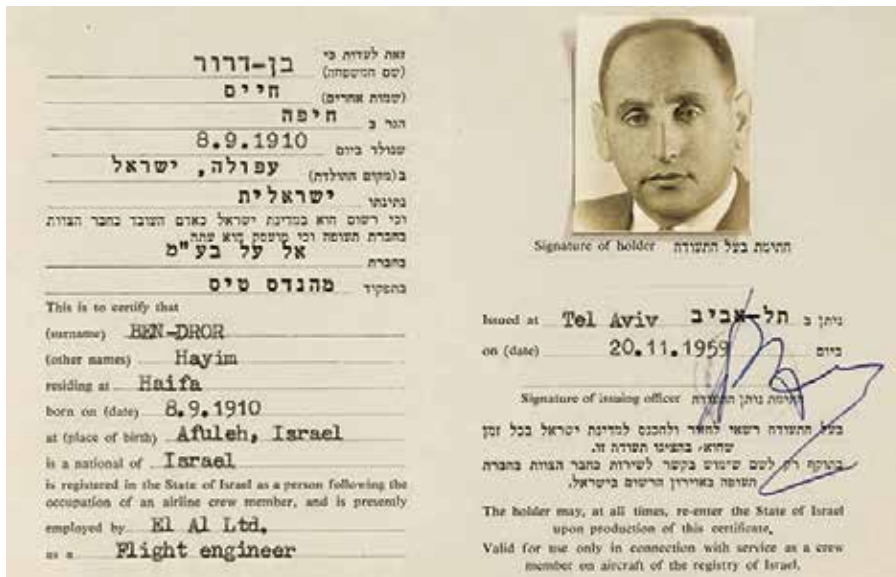 זאת לעדות כי
(שם המשפחה) בן-דרור
(שמות אחרים) חיים
הגר ב חיפה
שנולד ביום 8.9.1910
ב(מקום התולדת) עפולה, ישראל
נתינתו ישראלית
וכי רשום הוא במדינת ישראל כאדם העובד כחבר הצוות
בחברת תעופה וכי מועסק הוא עתה
בחברת אל על בע"מ
בתפקיד מהנדס טיס
This is to certify that
(surname) BEN-DROR
(other names) Hayim
residing at Haifa
born on (date) 8.9.1910
at (place of birth) Afuleh, Israel
is a national of Israel
is registered in the State of Israel as a person following the
occupation of an airline crew member, and is presently
employed by El Al Ltd.
as a Flight engineer
Signature of holder חתימת בעל התעודה
Issued at Tel Aviv תל-אביב ניתן ב
on (date) 20.11.1959 ביום
Signature of issuing officer חתימת נותן התעודה
בעל התעודה רשאי לחזור ולהכנס למדינת ישראל בכל זמן
שהוא, בהציגו תעודה זו.
בתוקף רק לשם שימוש בקשר לשירות כחבר הצוות בחברת
תעופה באוירון הרשום בישראל.
The holder may, at all times, re-enter the State of Israel
upon production of this certificate.
Valid for use only in connection with service as a crew
member on aircraft of the registry of Israel.